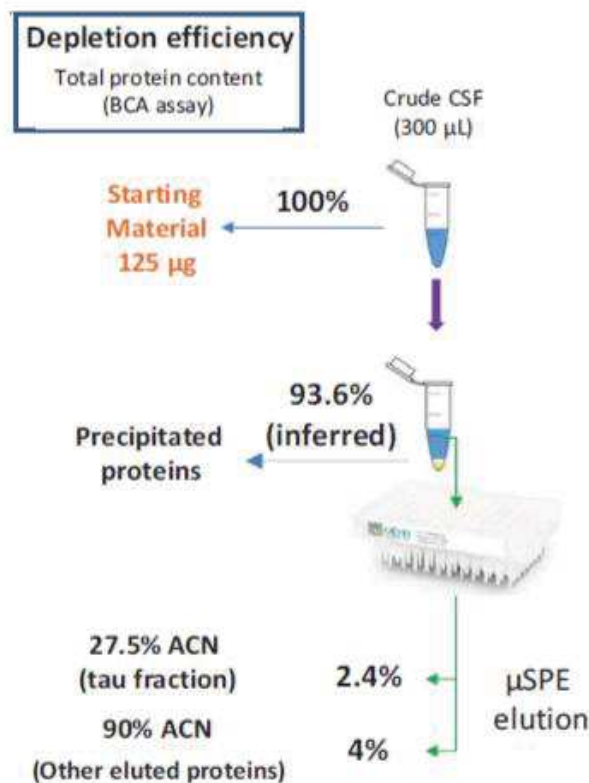 Depletion efficiency
Total protein content
(BCA assay)
Crude CSF
(300 µL)
Starting
Material
125 µg
100%
93.6%
(inferred)
Precipitated
proteins
27.5% ACN
(tau fraction)
2.4%
µSPE
elution
90% ACN
(Other eluted proteins)
4%